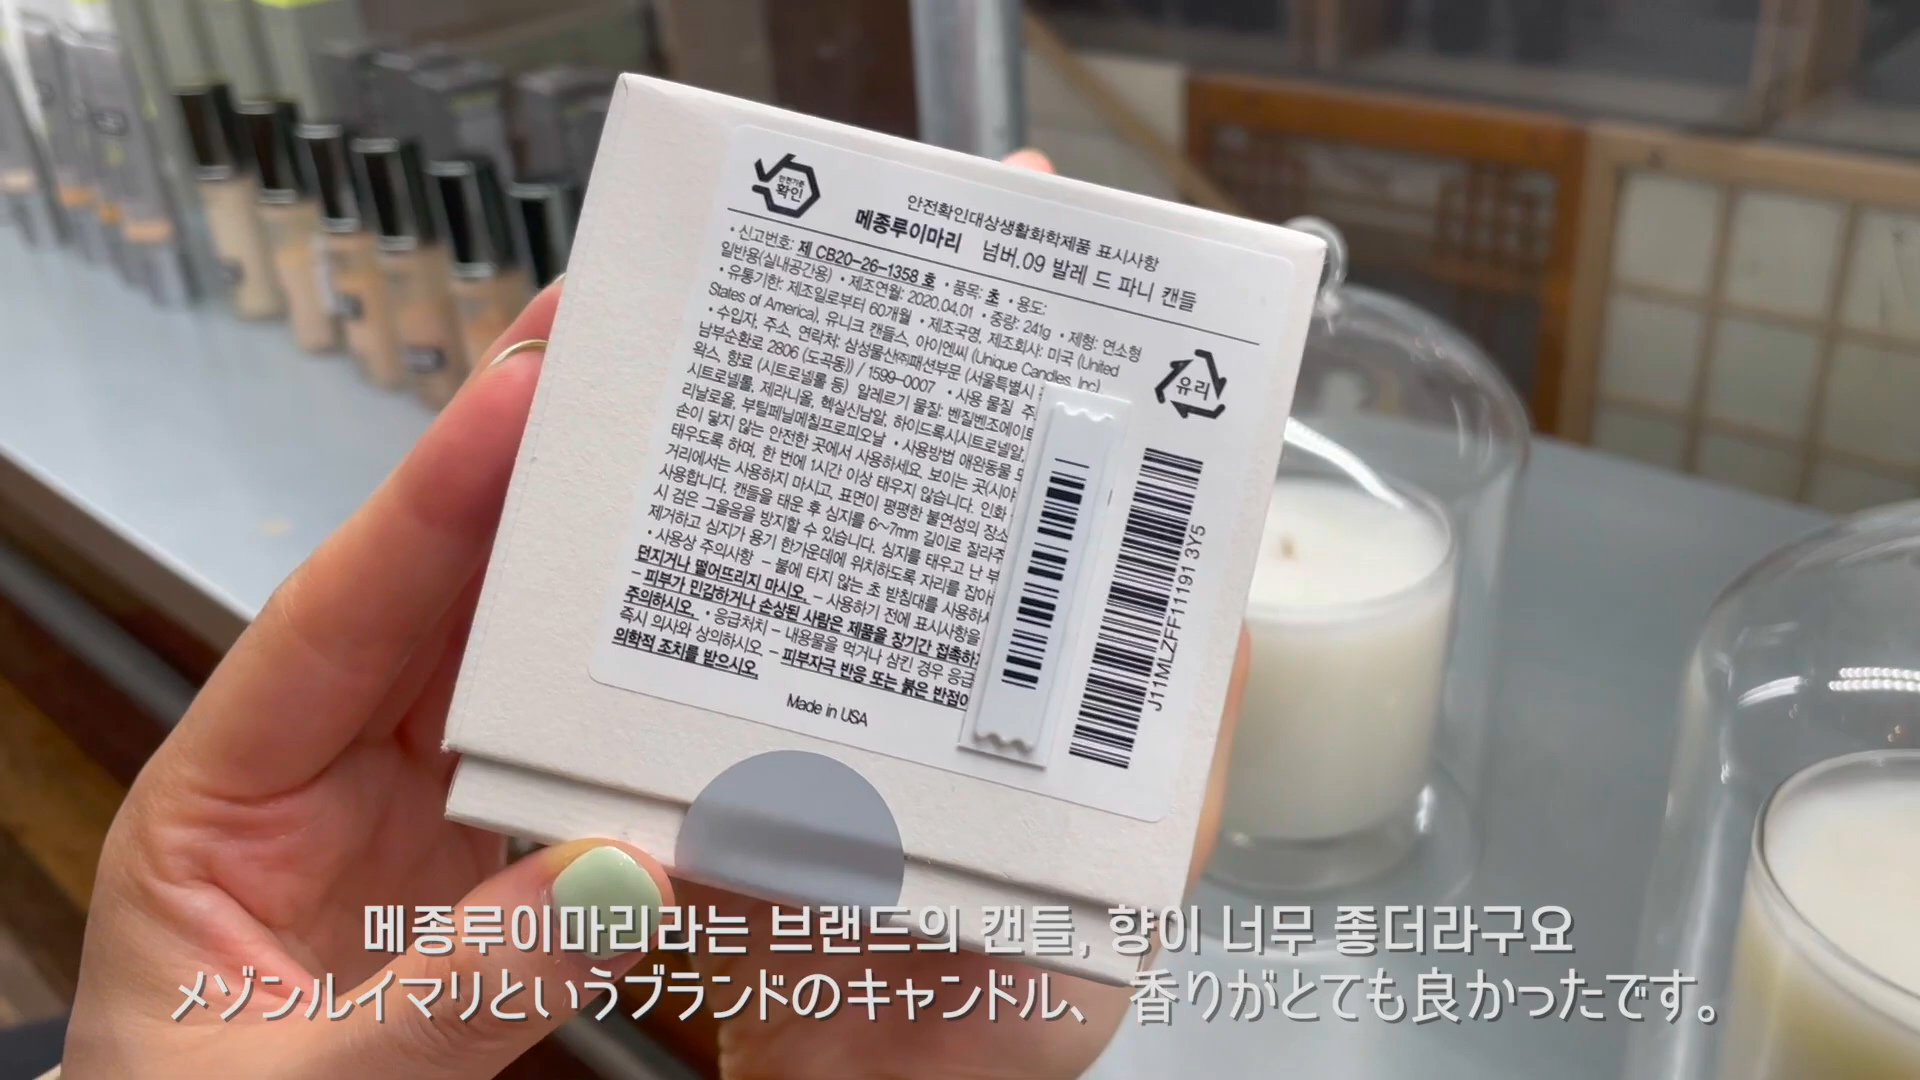 안전기준
확인
안전확인대상생활화학제품 표시사항
메종루이마리 넘버.09 발레 드 파니 캔들
• 신고번호: 제 CB20-26-1358 호 • 품목: 초 • 용도:
일반용(실내공간용) • 제조연월: 2020.04.01 • 중량: 241g • 제형: 연소형
• 유통기한: 제조일로부터 60개월 • 제조국명, 제조회사: 미국 (United
States of America), 유니크 캔들스, 아이엔씨 (Unique Candles, Inc)
• 수입자, 주소, 연락처: 삼성물산㈜패션부문 (서울특별시
남부순환로 2806 (도곡동)) / 1599-0007 • 사용 물질 주
왁스, 향료 (시트로넬롤 등) 알레르기 물질: 벤질벤조에이트
시트로넬롤, 제라니올, 헥실신남알, 하이드록시시트로넬알,
리날로올, 부틸페닐메칠프로피오날 • 사용방법 애완동물
손이 닿지 않는 안전한 곳에서 사용하세요. 보이는 곳(시야
태우도록 하며, 한 번에 1시간 이상 태우지 않습니다. 인화
거리에서는 사용하지 마시고, 표면이 평평한 불연성의 장소
사용합니다. 캔들을 태운 후 심지를 6~7mm 길이로 잘라주
시 검은 그을음을 방지할 수 있습니다. 심지를 태우고 난 부
제거하고 심지가 용기 한가운데에 위치하도록 자리를 잡아
• 사용상 주의사항 – 불에 타지 않는 초 받침대를 사용하시
던지거나 떨어뜨리지 마시오. – 사용하기 전에 표시사항을
– 피부가 민감하거나 손상된 사람은 제품을 장기간 접촉하
주의하시오. • 응급처치 – 내용물을 먹거나 삼킨 경우 응급
즉시 의사와 상의하시오. – 피부자극 반응 또는 붉은 반점이
의학적 조치를 받으시오.
Made in USA
유리
J11MLZFF111913Y5
메종루이마리라는 브랜드의 캔들, 향이 너무 좋더라구요
メゾンルイマリというブランドのキャンドル、 香りがとても良かったです。